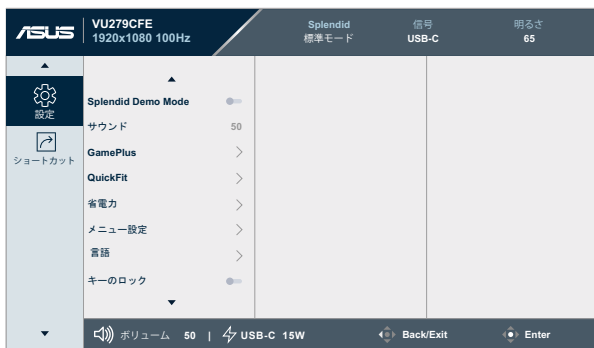 ASUS
VU279CFE
1920x1080 100Hz
Splendid
標準モード
信号
USB-C
明るさ
65
設定
ショートカット
Splendid Demo Mode
サウンド 50
GamePlus
QuickFit
省電力
メニュー設定
言語
キーのロック
ボリューム 50 | USB-C 15W
Back/Exit
Enter